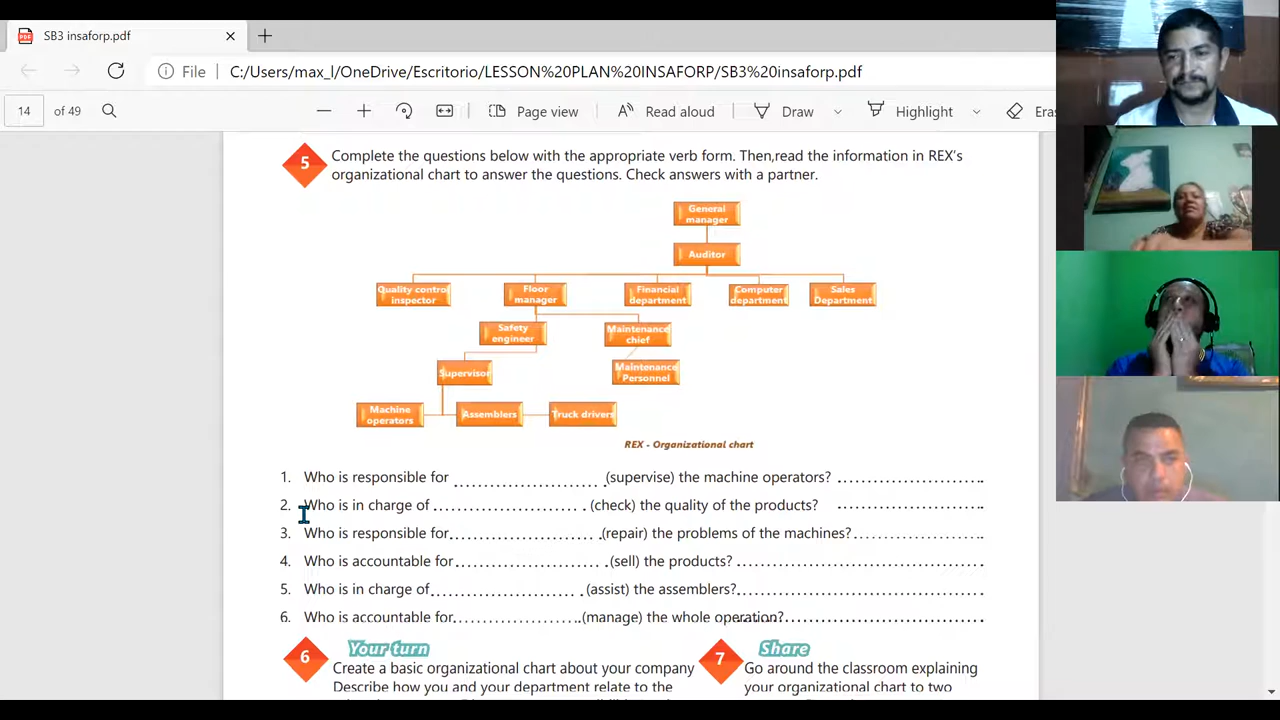 SB3 insaforp.pdf
File
C:/Users/max_l/OneDrive/Escritorio/LESSON%20PLAN%20INSAFORP/SB3%20insaforp.pdf
14 of 49
Page view
Read aloud
Draw
Highlight
Era
5
Complete the questions below with the appropriate verb form. Then,read the information in REX's
organizational chart to answer the questions. Check answers with a partner.
General
manager
Auditor
Quality control
inspector
Floor
manager
Financial
department
Computer
department
Sales
Department
Safety
engineer
Maintenance
chief
Supervisor
Maintenance
Personnel
Machine
operators
Assemblers
Truck drivers
REX - Organizational chart
1. Who is responsible for ........................ (supervise) the machine operators? ........................
2. Who is in charge of ........................ (check) the quality of the products? ........................
3. Who is responsible for........................ (repair) the problems of the machines?........................
4. Who is accountable for........................ (sell) the products? ........................
5. Who is in charge of........................ (assist) the assemblers?........................
6. Who is accountable for........................(manage) the whole operation?........................
6
Your turn
Create a basic organizational chart about your company
Describe how you and your department relate to the
7
Share
Go around the classroom explaining
your organizational chart to two